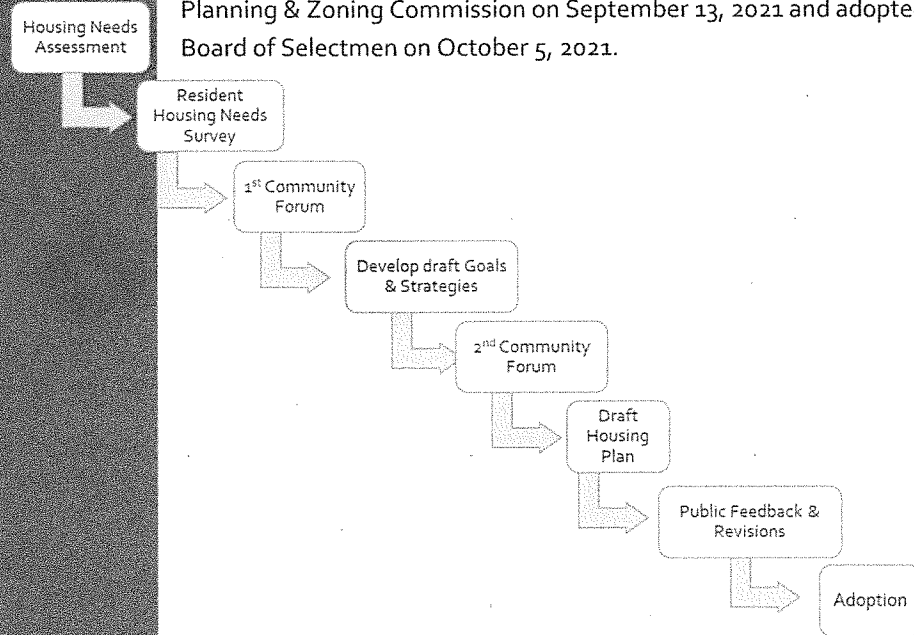 Planning & Zoning Commission on September 13, 2021 and adopte
Board of Selectmen on October 5, 2021.
Housing Needs
Assessment
Resident
Housing Needs
Survey
1st Community
Forum
Develop draft Goals
& Strategies
2nd Community
Forum
Draft
Housing
Plan
Public Feedback &
Revisions
Adoption